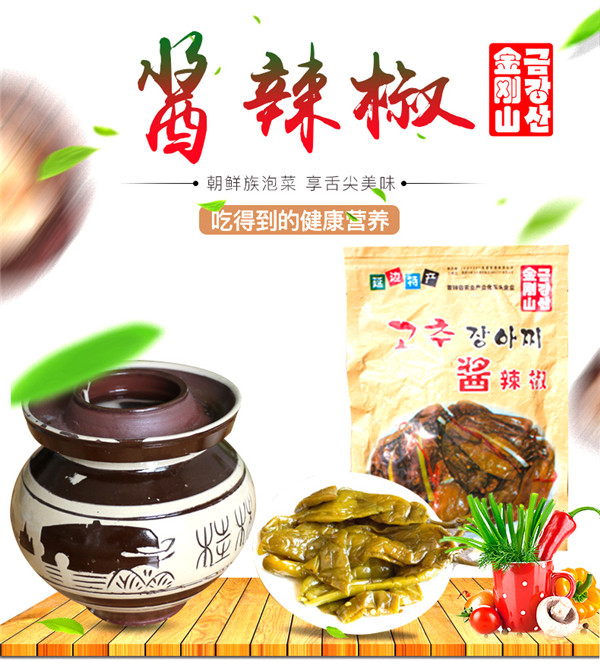 醬辣椒
金刚山
금강산
朝鲜族泡菜 享舌尖美味
吃得到的健康营养
延边特产
金刚山
금강산
고추장아찌
醬辣椒